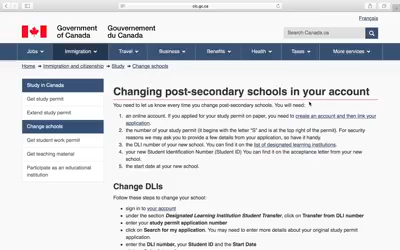 cic.gc.ca
Français
Government of Canada
Gouvernement du Canada
Search Canada.ca
Jobs Immigration Travel Business Benefits Health Taxes More services
Home → Immigration and citizenship → Study → Change schools
Study in Canada
Get study permit
Extend study permit
Change schools
Get student work permit
Get teaching material
Participate as an educational
institution
Changing post-secondary schools in your account
You need to let us know every time you change post-secondary schools. You will need:
1. an online account. If you applied for your study permit on paper, you need to create an account and then link your
application.
2. the number of your study permit (it begins with the letter "S" and is at the top right of the permit). For security
reasons we may ask you to provide a few details from your application, so have it handy.
3. the DLI number of your new school. You can find it on the list of designated learning institutions.
4. your new Student Identification Number (Student ID) You can find it on the acceptance letter from your new
school.
5. the start date at your new school.
Change DLIs
Follow these steps to change your school:
• sign in to your account
• under the section Designated Learning Institution Student Transfer, click on Transfer from DLI number
• enter your study permit application number
• click on Search for my application. You may need to enter more details about your original study permit
application.
• enter the DLI number, your Student ID and the Start Date